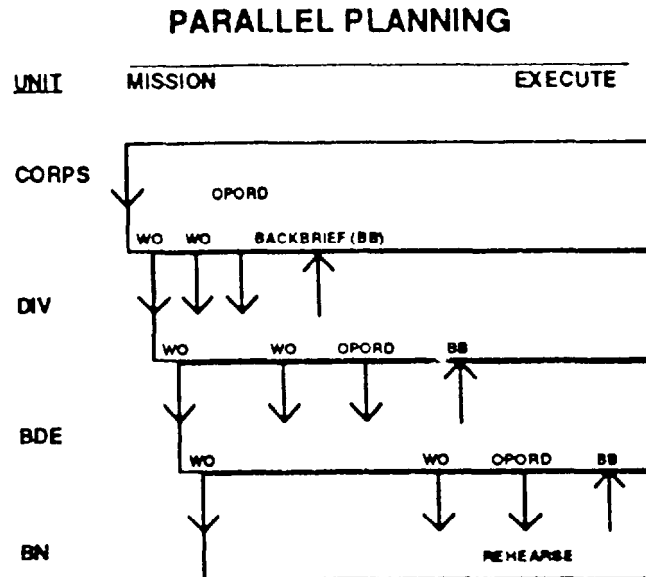 PARALLEL PLANNING
UNIT MISSION EXECUTE
CORPS
OPORD
WO WO BACKBRIEF (BB)
DIV
WO WO OPORD BB
BDE
WO WO OPORD BB
BN REHEARSE